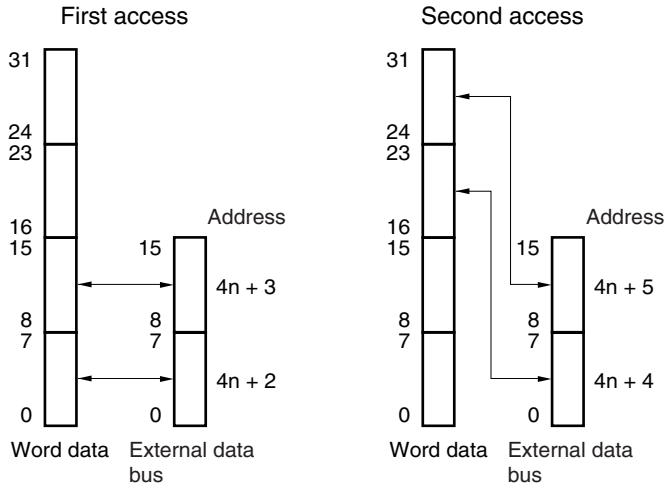 First access
31
24
23
16
15
8
7
0
Address
15
4n + 3
8
7
4n + 2
0
Word data
External data
bus
Second access
31
24
23
16
15
8
7
0
Address
15
4n + 5
8
7
4n + 4
0
Word data
External data
bus